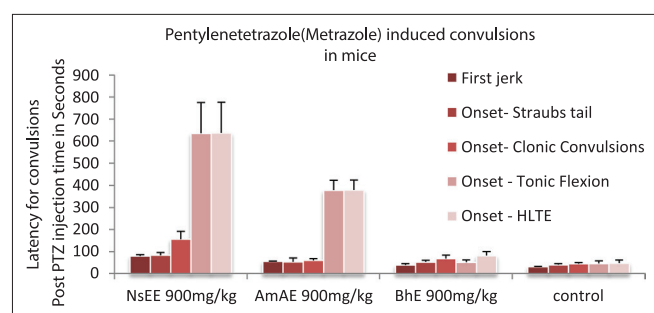 Pentylenetetrazole(Metrazole) induced convulsions
in mice
Latency for convulsions
Post PTZ injection time in Seconds
900
800
700
600
500
400
300
200
100
0
First jerk
Onset- Straubs tail
Onset- Clonic Convulsions
Onset - Tonic Flexion
Onset - HLTE
NsEE 900mg/kg AmAE 900mg/kg BhE 900mg/kg control